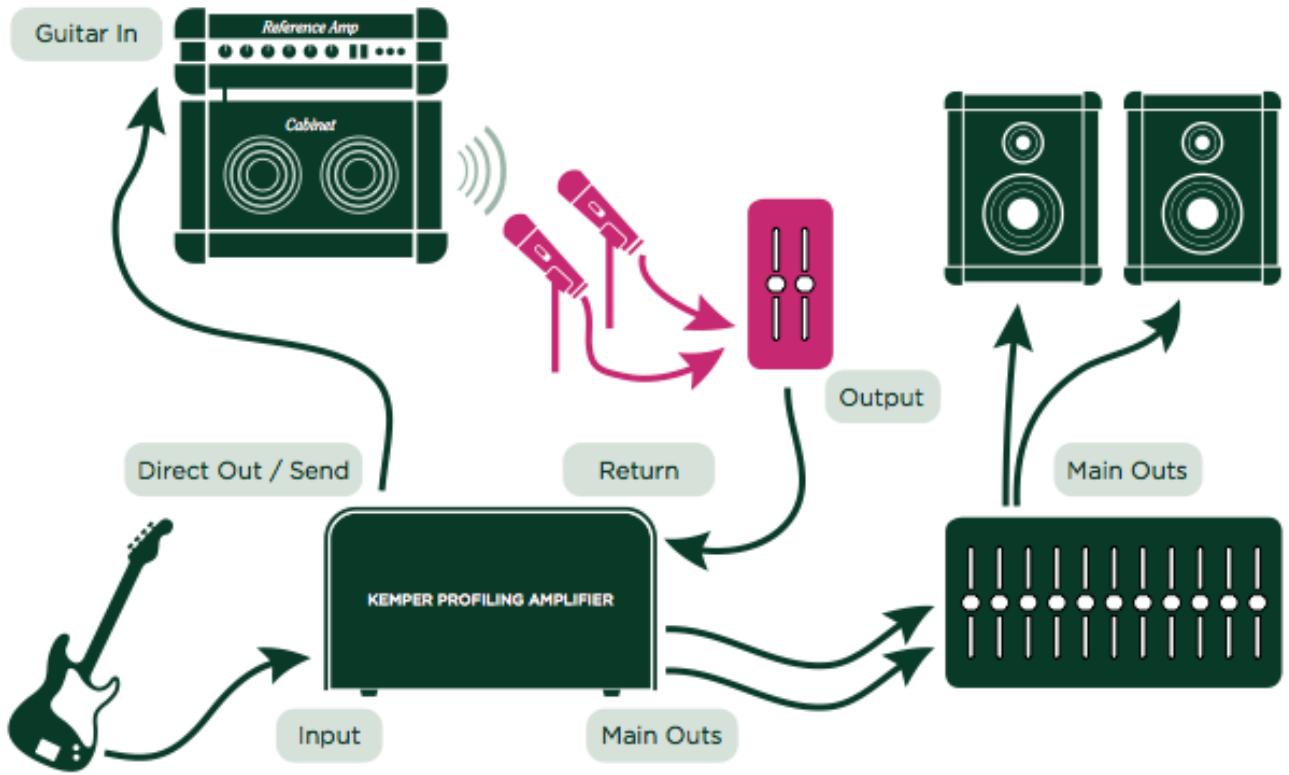 Guitar In
Reference Amp
Cabinet
Output
Direct Out / Send
Return
Main Outs
KEMPER PROFILING AMPLIFIER
Input
Main Outs